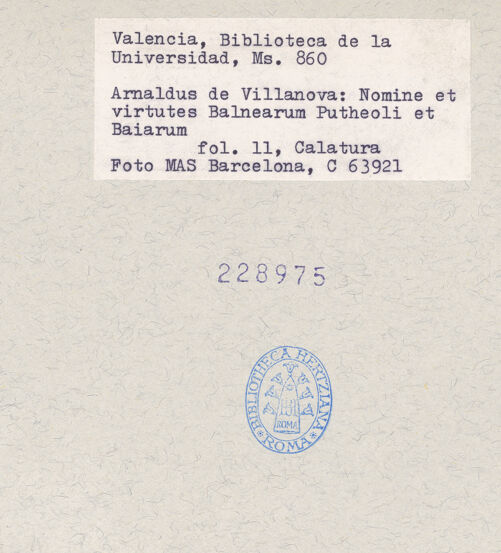 Valencia, Biblioteca de la
Universidad, Ms. 860
Arnaldus de Villanova: Nomine et
virtutes Balnearum Putheoli et
Baiarum
fol. 11, Calatura
Foto MAS Barcelona, C 63921
228975
BIBLIOTHECA HERTZIANA
ROMA
ROMA